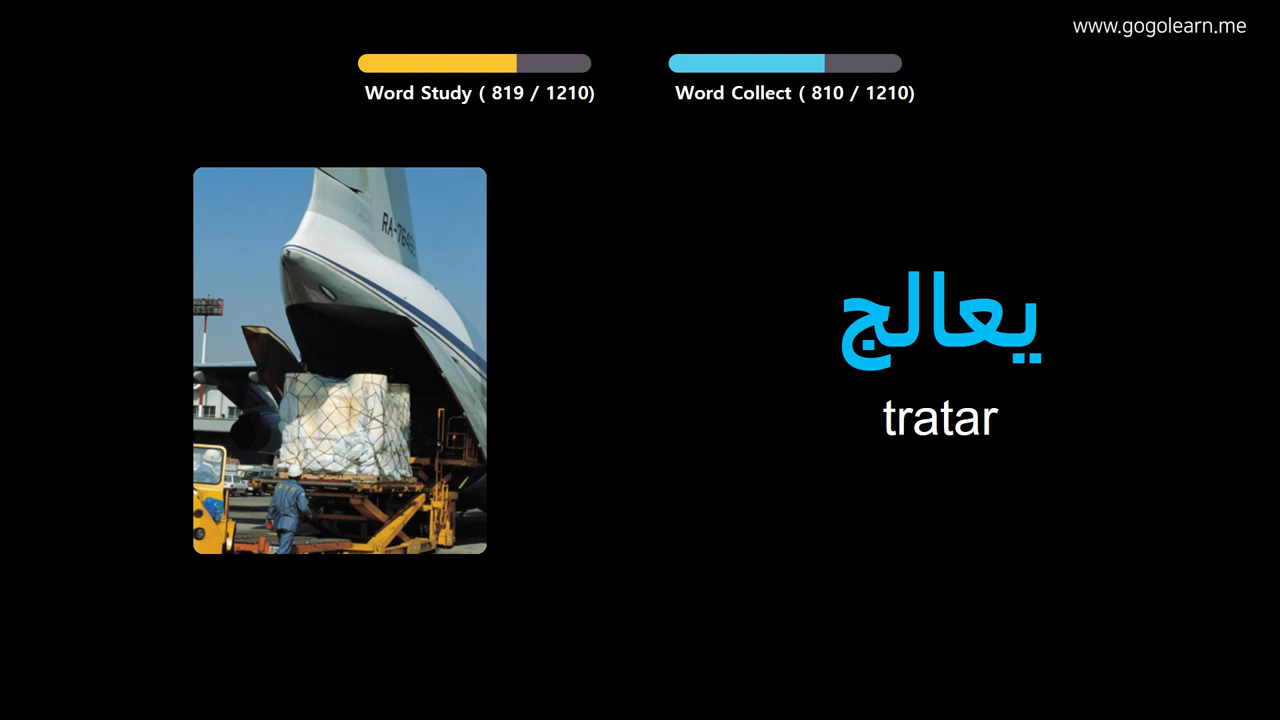 www.gogolearn.me
Word Study ( 819 / 1210)
Word Collect ( 810 / 1210)
يعالج
tratar